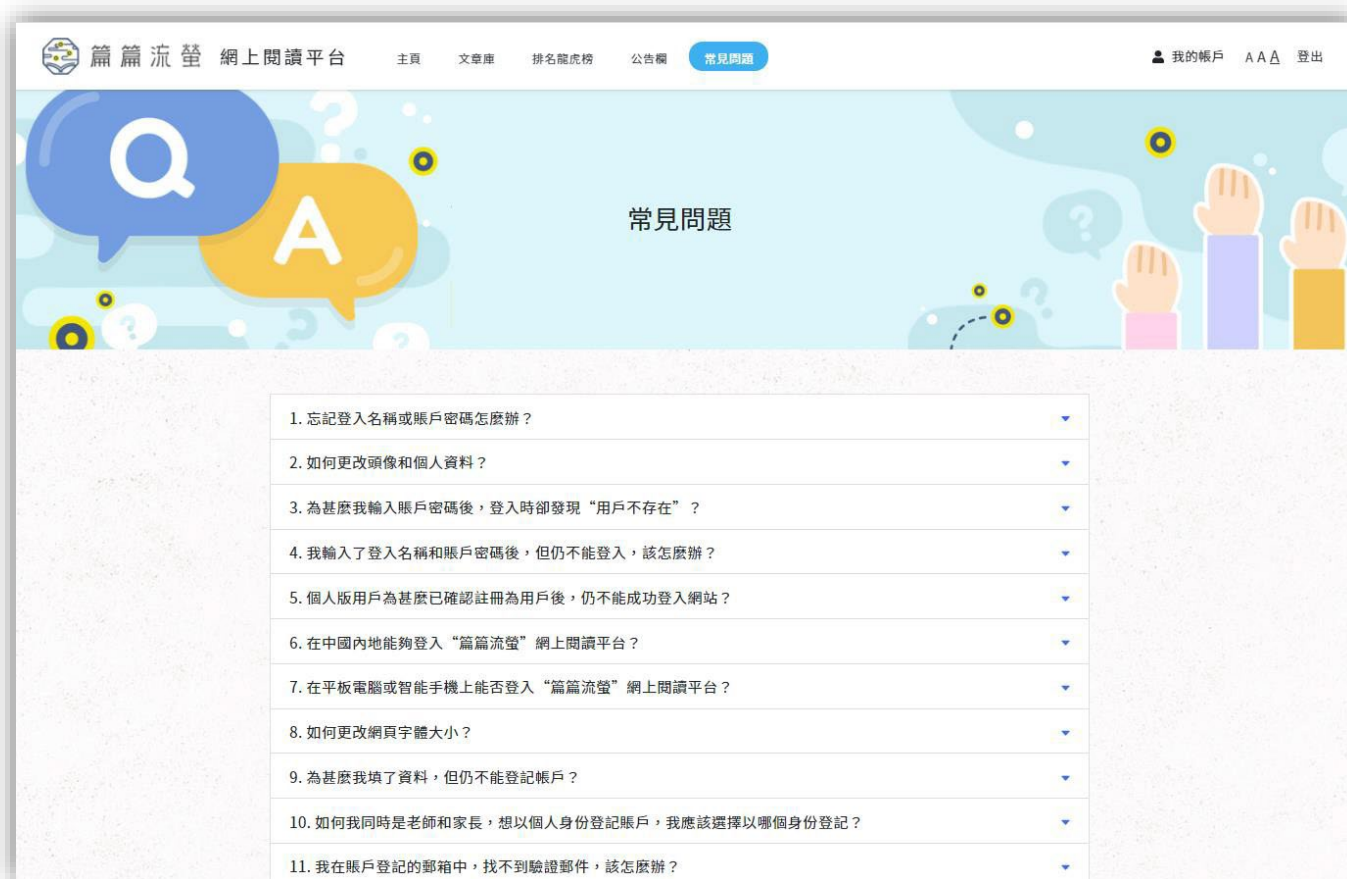 篇篇流螢 網上閱讀平台 主頁 文章庫 排名龍虎榜 公告欄 常見問題 我的帳戶 A A A 登出
Q
A
常見問題
1. 忘記登入名稱或賬戶密碼怎麼辦？
2. 如何更改頭像和個人資料？
3. 為甚麼我輸入賬戶密碼後，登入時卻發現“用戶不存在”？
4. 我輸入了登入名稱和賬戶密碼後，但仍不能登入，該怎麼辦？
5. 個人版用戶為甚麼已確認註冊為用戶後，仍不能成功登入網站？
6. 在中國內地能夠登入“篇篇流螢”網上閱讀平台？
7. 在平板電腦或智能手機上能否登入“篇篇流螢”網上閱讀平台？
8. 如何更改網頁字體大小？
9. 為甚麼我填了資料，但仍不能登記帳戶？
10. 如何我同時是老師和家長，想以個人身份登記賬戶，我應該選擇以哪個身份登記？
11. 我在賬戶登記的郵箱中，找不到驗證郵件，該怎麼辦？